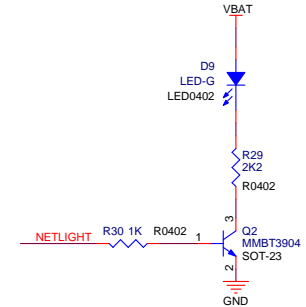 VBAT
D9
LED-G
LED0402
R29
2K2
R0402
NETLIGHT R30 1K R0402 1
3
Q2
MMBT3904
SOT-23
2
GND